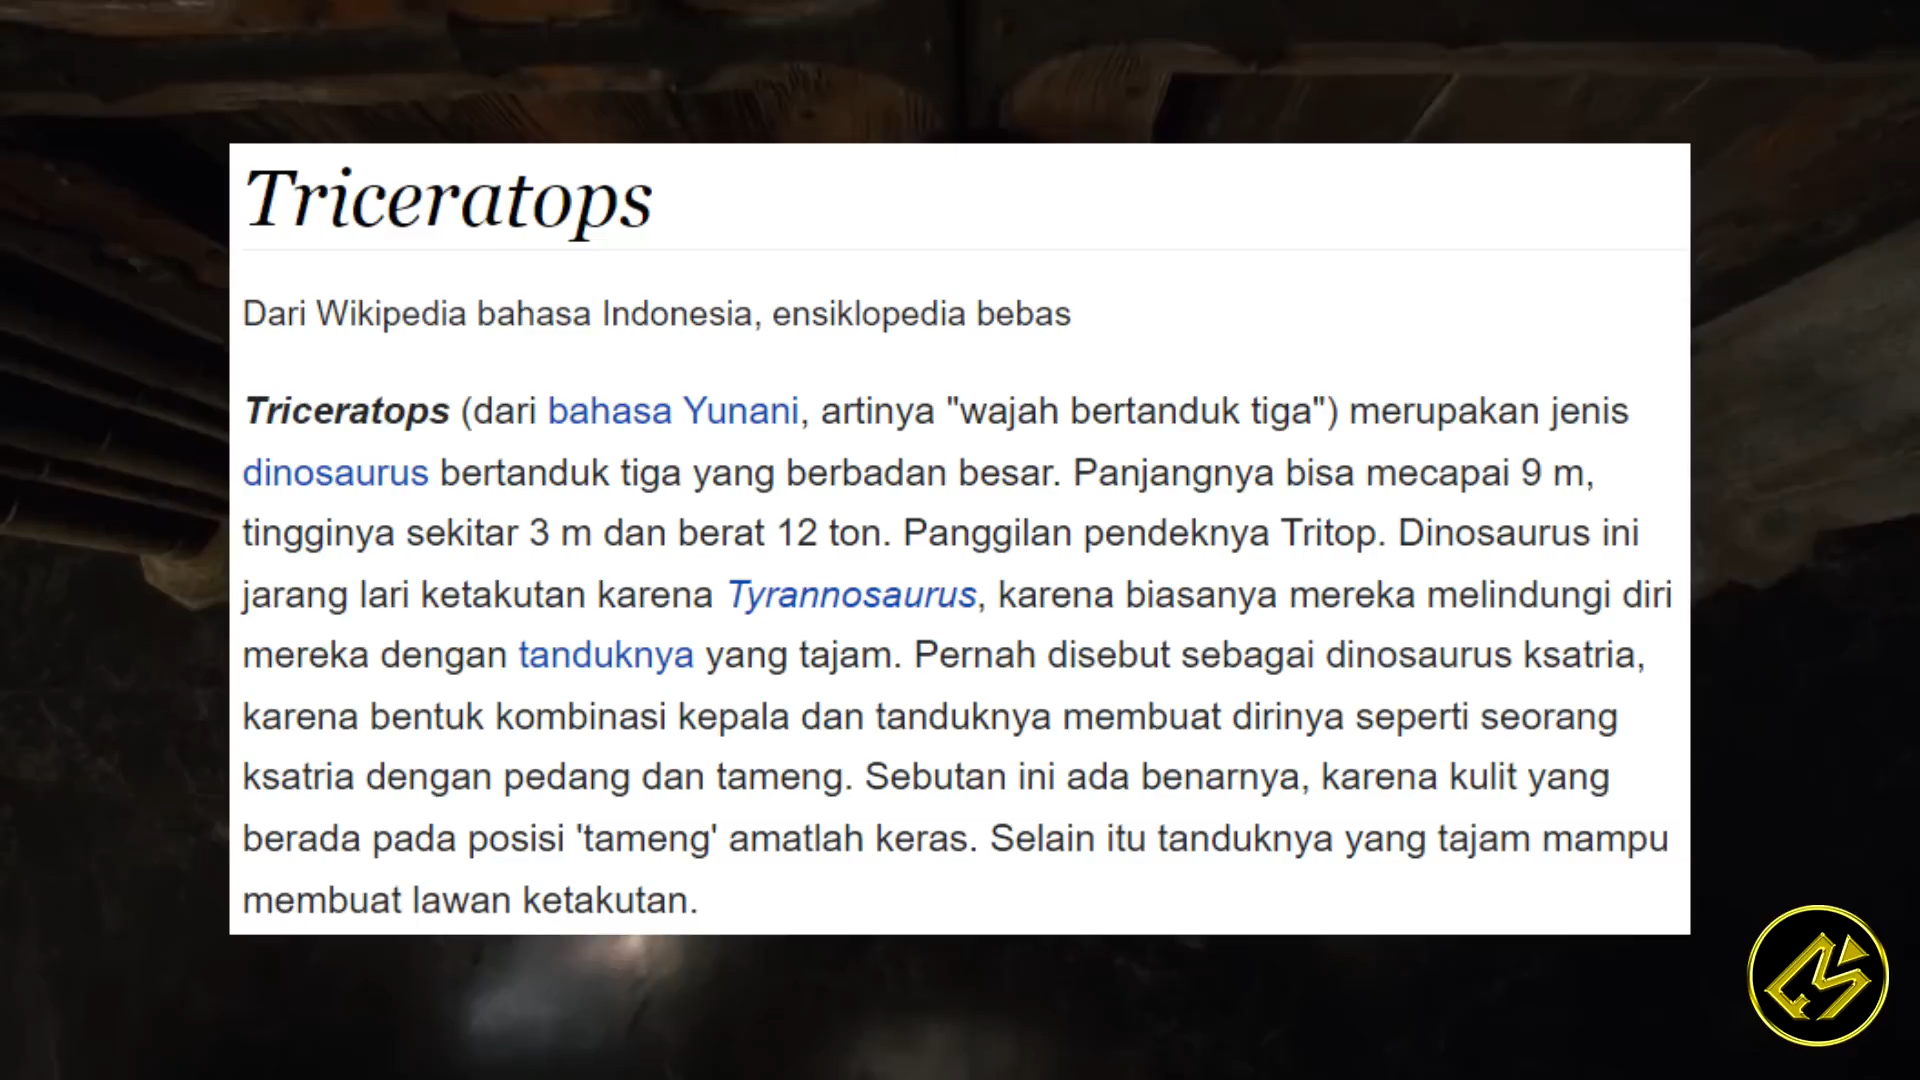 Triceratops
Dari Wikipedia bahasa Indonesia, ensiklopedia bebas
Triceratops (dari bahasa Yunani, artinya "wajah bertanduk tiga") merupakan jenis
dinosaurus bertanduk tiga yang berbadan besar. Panjangnya bisa mecapai 9 m,
tingginya sekitar 3 m dan berat 12 ton. Panggilan pendeknya Tritop. Dinosaurus ini
jarang lari ketakutan karena Tyrannosaurus, karena biasanya mereka melindungi diri
mereka dengan tanduknya yang tajam. Pernah disebut sebagai dinosaurus ksatria,
karena bentuk kombinasi kepala dan tanduknya membuat dirinya seperti seorang
ksatria dengan pedang dan tameng. Sebutan ini ada benarnya, karena kulit yang
berada pada posisi 'tameng' amatlah keras. Selain itu tanduknya yang tajam mampu
membuat lawan ketakutan.